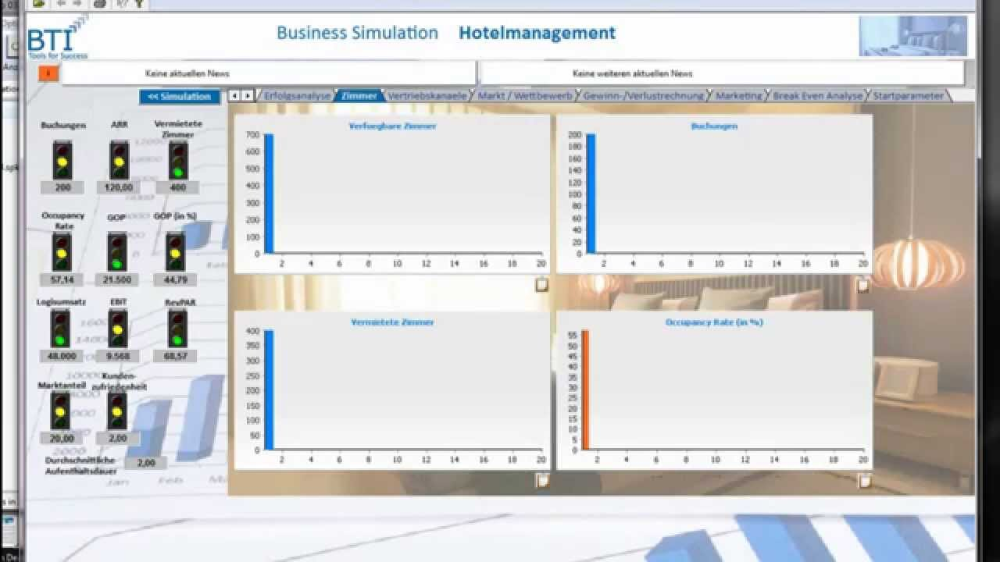 BTI
Tools for Success
Business Simulation Hotelmanagement
Keine aktuellen News
Keine weiteren aktuellen News
<< Simulation
Erfolgsanalyse
Zimmer
Vertriebskanaele
Markt / Wettbewerb
Gewinn-/Verlustrechnung
Marketing
Break Even Analyse
Startparameter
Buchungen
ARR
Vermietete
Zimmer
200
120,00
400
Occupancy
Rate
GOP
GOP (in %)
57,14
21.500
44,79
Logisumsatz
EBIT
RevPAR
48.000
9.568
68,57
Marktanteil
Kunden-
zufriedenheit
20,00
2,00
Durchschnittliche
Aufenthaltsdauer
2,00
Jan
Feb
Verfuegbare Zimmer
700
600
500
400
300
200
100
0
2 4 6 8 10 12 14 16 18 20
Buchungen
200
180
160
140
120
100
80
60
40
20
0
2 4 6 8 10 12 14 16 18 20
Vermietete Zimmer
400
350
300
250
200
150
100
50
0
2 4 6 8 10 12 14 16 18 20
Occupancy Rate (in %)
55
50
45
40
35
30
25
20
15
10
5
0
2 4 6 8 10 12 14 16 18 20